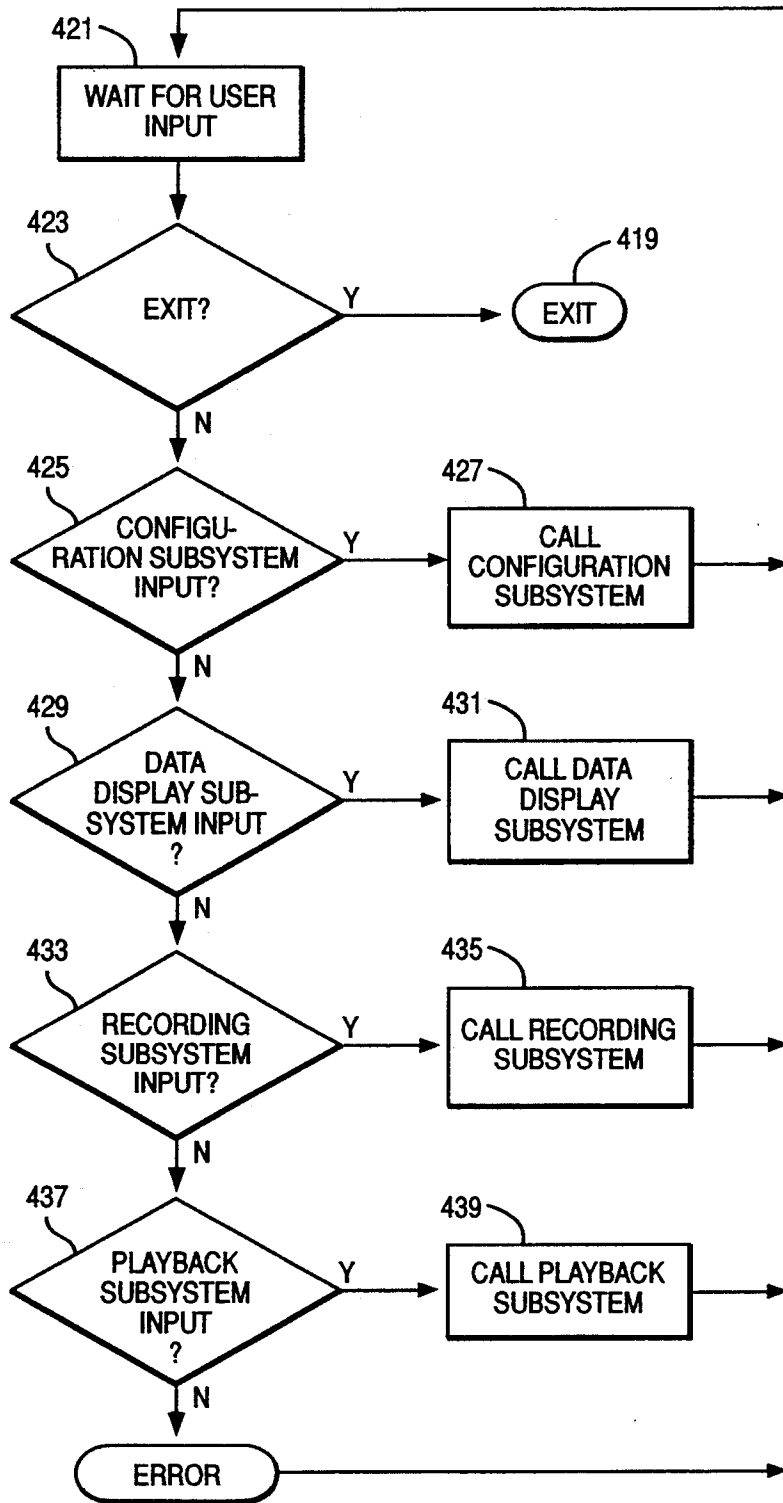 421
WAIT FOR USER
INPUT
423
EXIT?
Y
419
EXIT
N
425
CONFIGU-
RATION SUBSYSTEM
INPUT?
Y
427
CALL
CONFIGURATION
SUBSYSTEM
N
429
DATA
DISPLAY SUB-
SYSTEM INPUT
?
Y
431
CALL DATA
DISPLAY
SUBSYSTEM
N
433
RECORDING
SUBSYSTEM
INPUT?
Y
435
CALL RECORDING
SUBSYSTEM
N
437
PLAYBACK
SUBSYSTEM
INPUT
?
Y
439
CALL PLAYBACK
SUBSYSTEM
N
ERROR